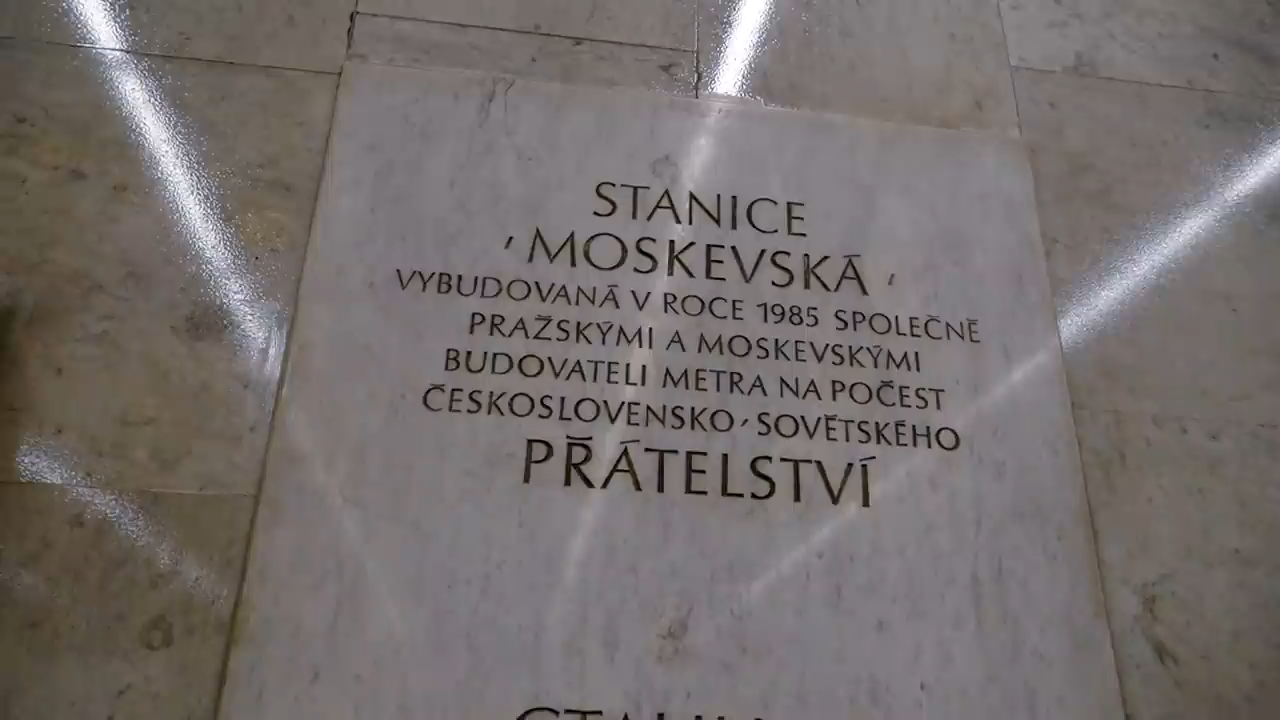 STANICE
'MOSKEVSKÁ'
VYBUDOVANÁ V ROCE 1985 SPOLEČNĚ
PRAŽSKÝMI A MOSKEVSKÝMI
BUDOVATELI METRA NA POČEST
ČESKOSLOVENSKO-SOVĚTSKÉHO
PŘÁTELSTVÍ